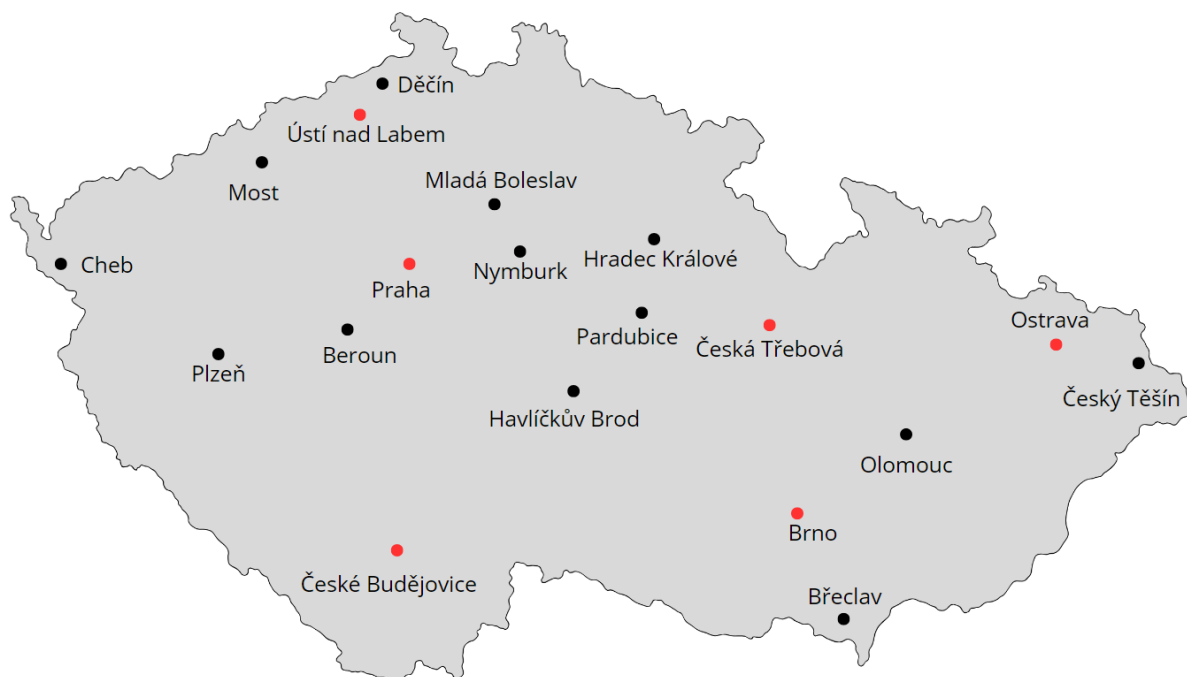 Děčín
Ústí nad Labem
Mladá Boleslav
Most
Hradec Králové
Cheb
Nymburk
Praha
Ostrava
Pardubice
Česká Třebová
Beroun
Plzeň
Český Těšín
Havlíčkův Brod
Olomouc
Brno
České Budějovice
Břeclav